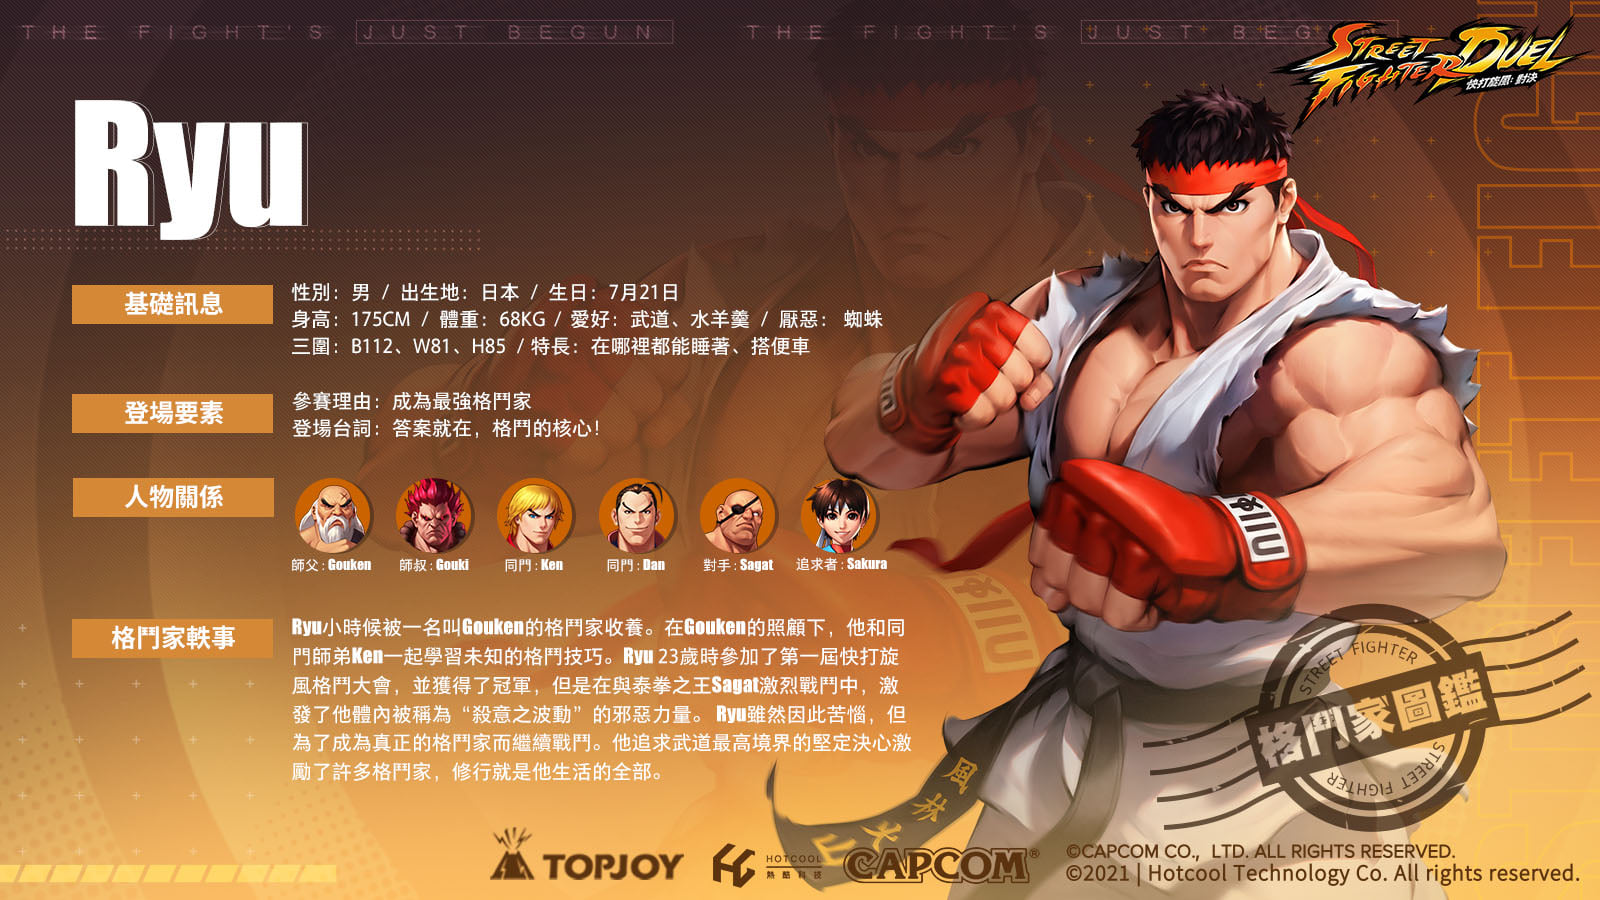 THE FIGHT'S JUST BEGUN THE FIGHT'S JUST BEG
STREET FIGHTER DUEL
快打旋風:對決
Ryu
基礎訊息
性別：男 / 出生地：日本 / 生日：7月21日
身高：175CM / 體重：68KG / 愛好：武道、水羊羹 / 厭惡： 蜘蛛
三圍：B112、W81、H85 / 特長：在哪裡都能睡著、搭便車
登場要素
參賽理由：成為最強格鬥家
登場台詞：答案就在，格鬥的核心！
人物關係
師父：Gouken 師叔：Gouki 同門：Ken 同門：Dan 對手：Sagat 追求者：Sakura
格鬥家軼事
Ryu小時候被一名叫Gouken的格鬥家收養。在Gouken的照顧下，他和同
門師弟Ken一起學習未知的格鬥技巧。Ryu 23歲時參加了第一屆快打旋
風格鬥大會，並獲得了冠軍，但是在與泰拳之王Sagat激烈戰鬥中，激
發了他體內被稱為“殺意之波動”的邪惡力量。Ryu雖然因此苦惱，但
為了成為真正的格鬥家而繼續戰鬥。他追求武道最高境界的堅定決心激
勵了許多格鬥家，修行就是他生活的全部。
STREET FIGHTER
格鬥家圖鑑
STREET FIGHTER
風林火
TOPJOY
HOTCOOL
熱酷科技
CAPCOM®
©CAPCOM CO., LTD. ALL RIGHTS RESERVED.
©2021 | Hotcool Technology Co. All rights reserved.